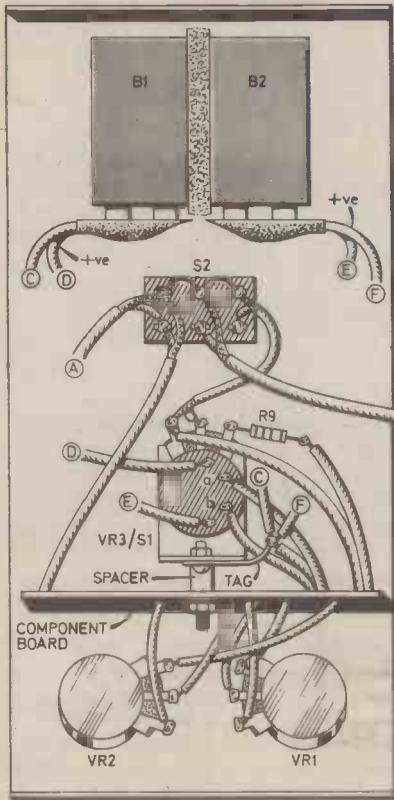 B1 B2
+ve
+ve
C D
E F
S2
A
R9
D
C
F
a
E
b
VR3/S1
SPACER
TAG
COMPONENT
BOARD
VR2
VR1